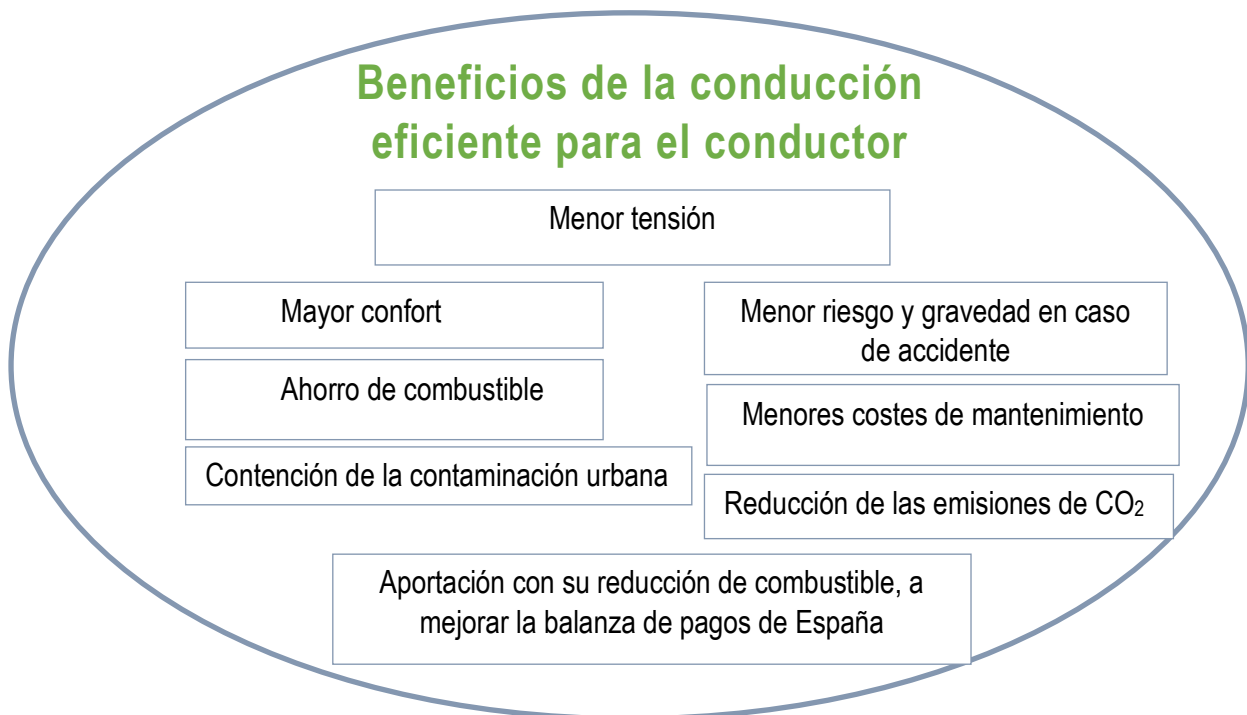 Beneficios de la conducción
eficiente para el conductor
Menor tensión
Mayor confort
Ahorro de combustible
Contención de la contaminación urbana
Menor riesgo y gravedad en caso
de accidente
Menores costes de mantenimiento
Reducción de las emisiones de CO₂
Aportación con su reducción de combustible, a
mejorar la balanza de pagos de España